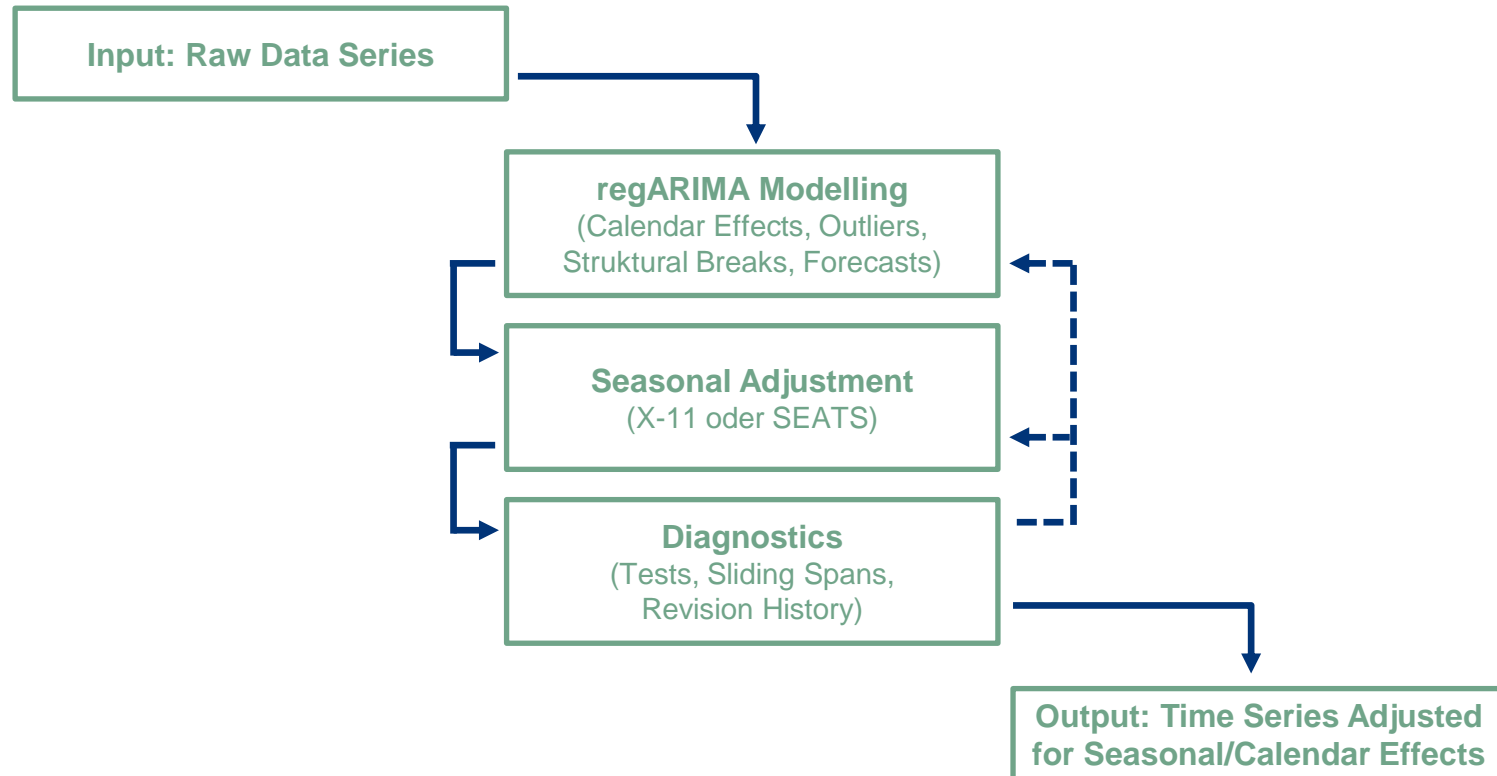 Input: Raw Data Series
regARIMA Modelling
(Calendar Effects, Outliers,
Struktural Breaks, Forecasts)
Seasonal Adjustment
(X-11 oder SEATS)
Diagnostics
(Tests, Sliding Spans,
Revision History)
Output: Time Series Adjusted
for Seasonal/Calendar Effects